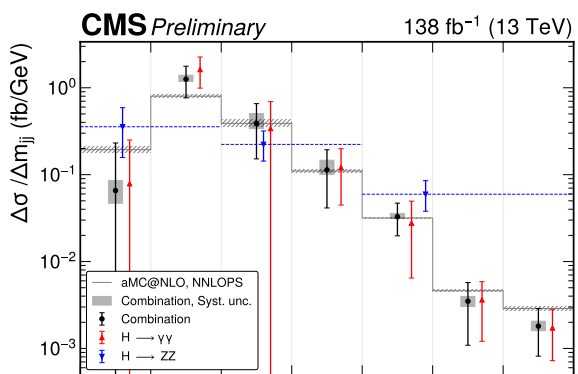 CMS Preliminary 138 fb⁻¹ (13 TeV)
Δσ/Δm_jj (fb/GeV)
10⁰
10⁻¹
10⁻²
10⁻³
aMC@NLO, NNLOPS
Combination, Syst. unc.
Combination
H → γγ
H → ZZ